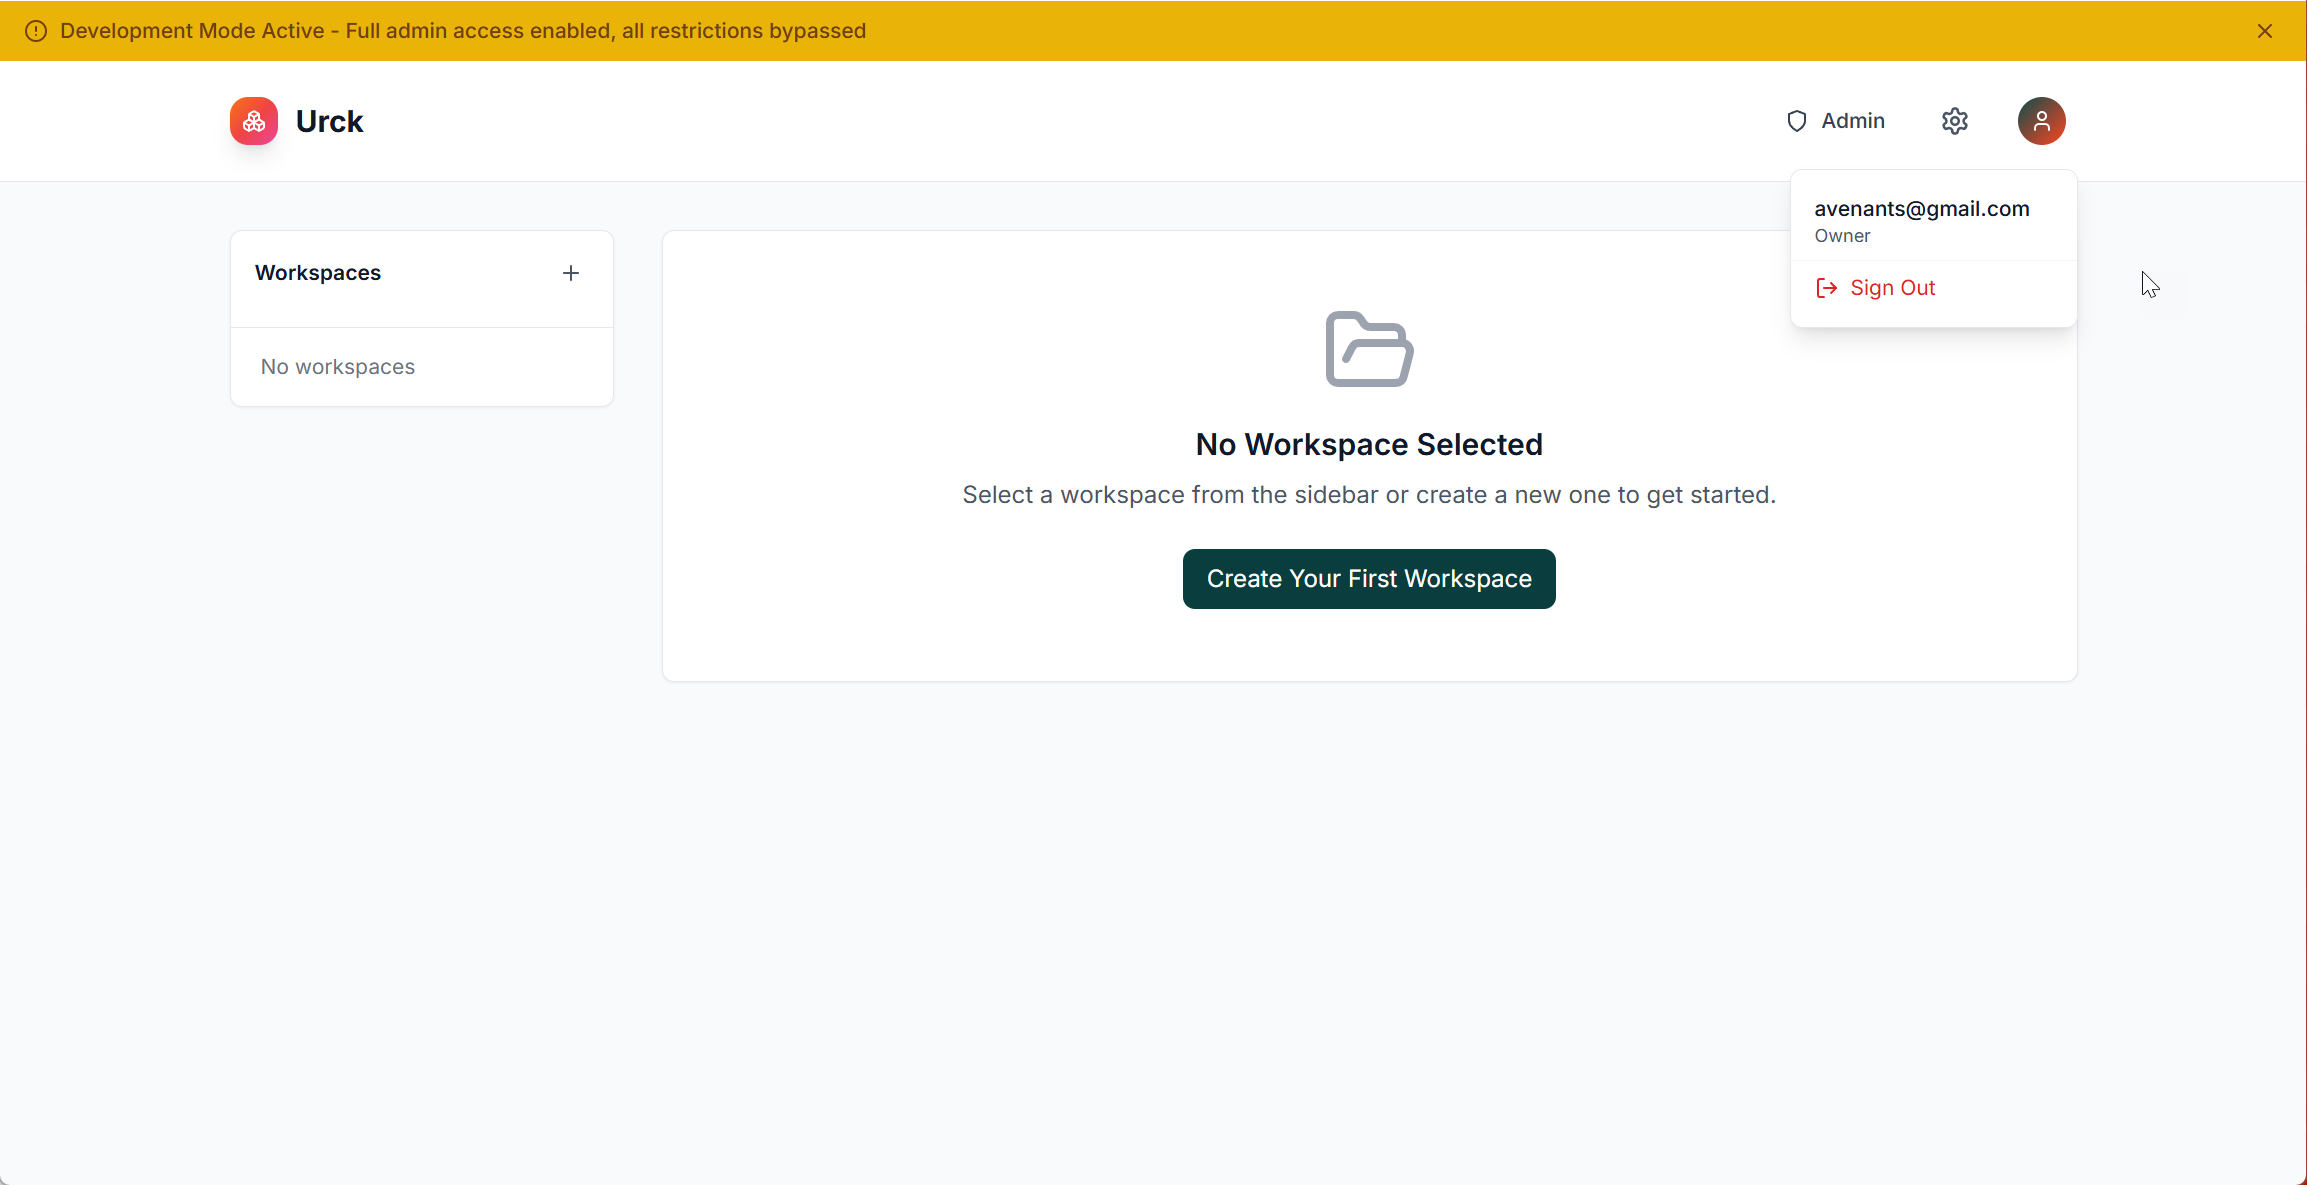 Development Mode Active - Full admin access enabled, all restrictions bypassed
Urck
Admin
avenants@gmail.com
Owner
Sign Out
Workspaces
No workspaces
No Workspace Selected
Select a workspace from the sidebar or create a new one to get started.
Create Your First Workspace